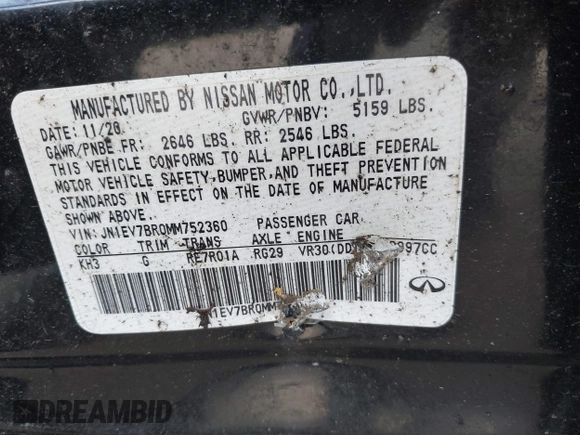 MANUFACTURED BY NISSAN MOTOR CO.,LTD.
DATE: 11/20 GVWR/PNBV: 5159 LBS.
GAWR/PNBE FR: 2646 LBS. RR: 2546 LBS.
THIS VEHICLE CONFORMS TO ALL APPLICABLE FEDERAL
MOTOR VEHICLE SAFETY,BUMPER,AND THEFT PREVENTION
STANDARDS IN EFFECT ON THE DATE OF MANUFACTURE
SHOWN ABOVE.
VIN: JN1EV7BR0MM752360 PASSENGER CAR
COLOR TRIM TRANS AXLE ENGINE
KH3 G RE7R01A RG29 VR30(DD 997CC
N1EV7BR0MM
DREAMBID